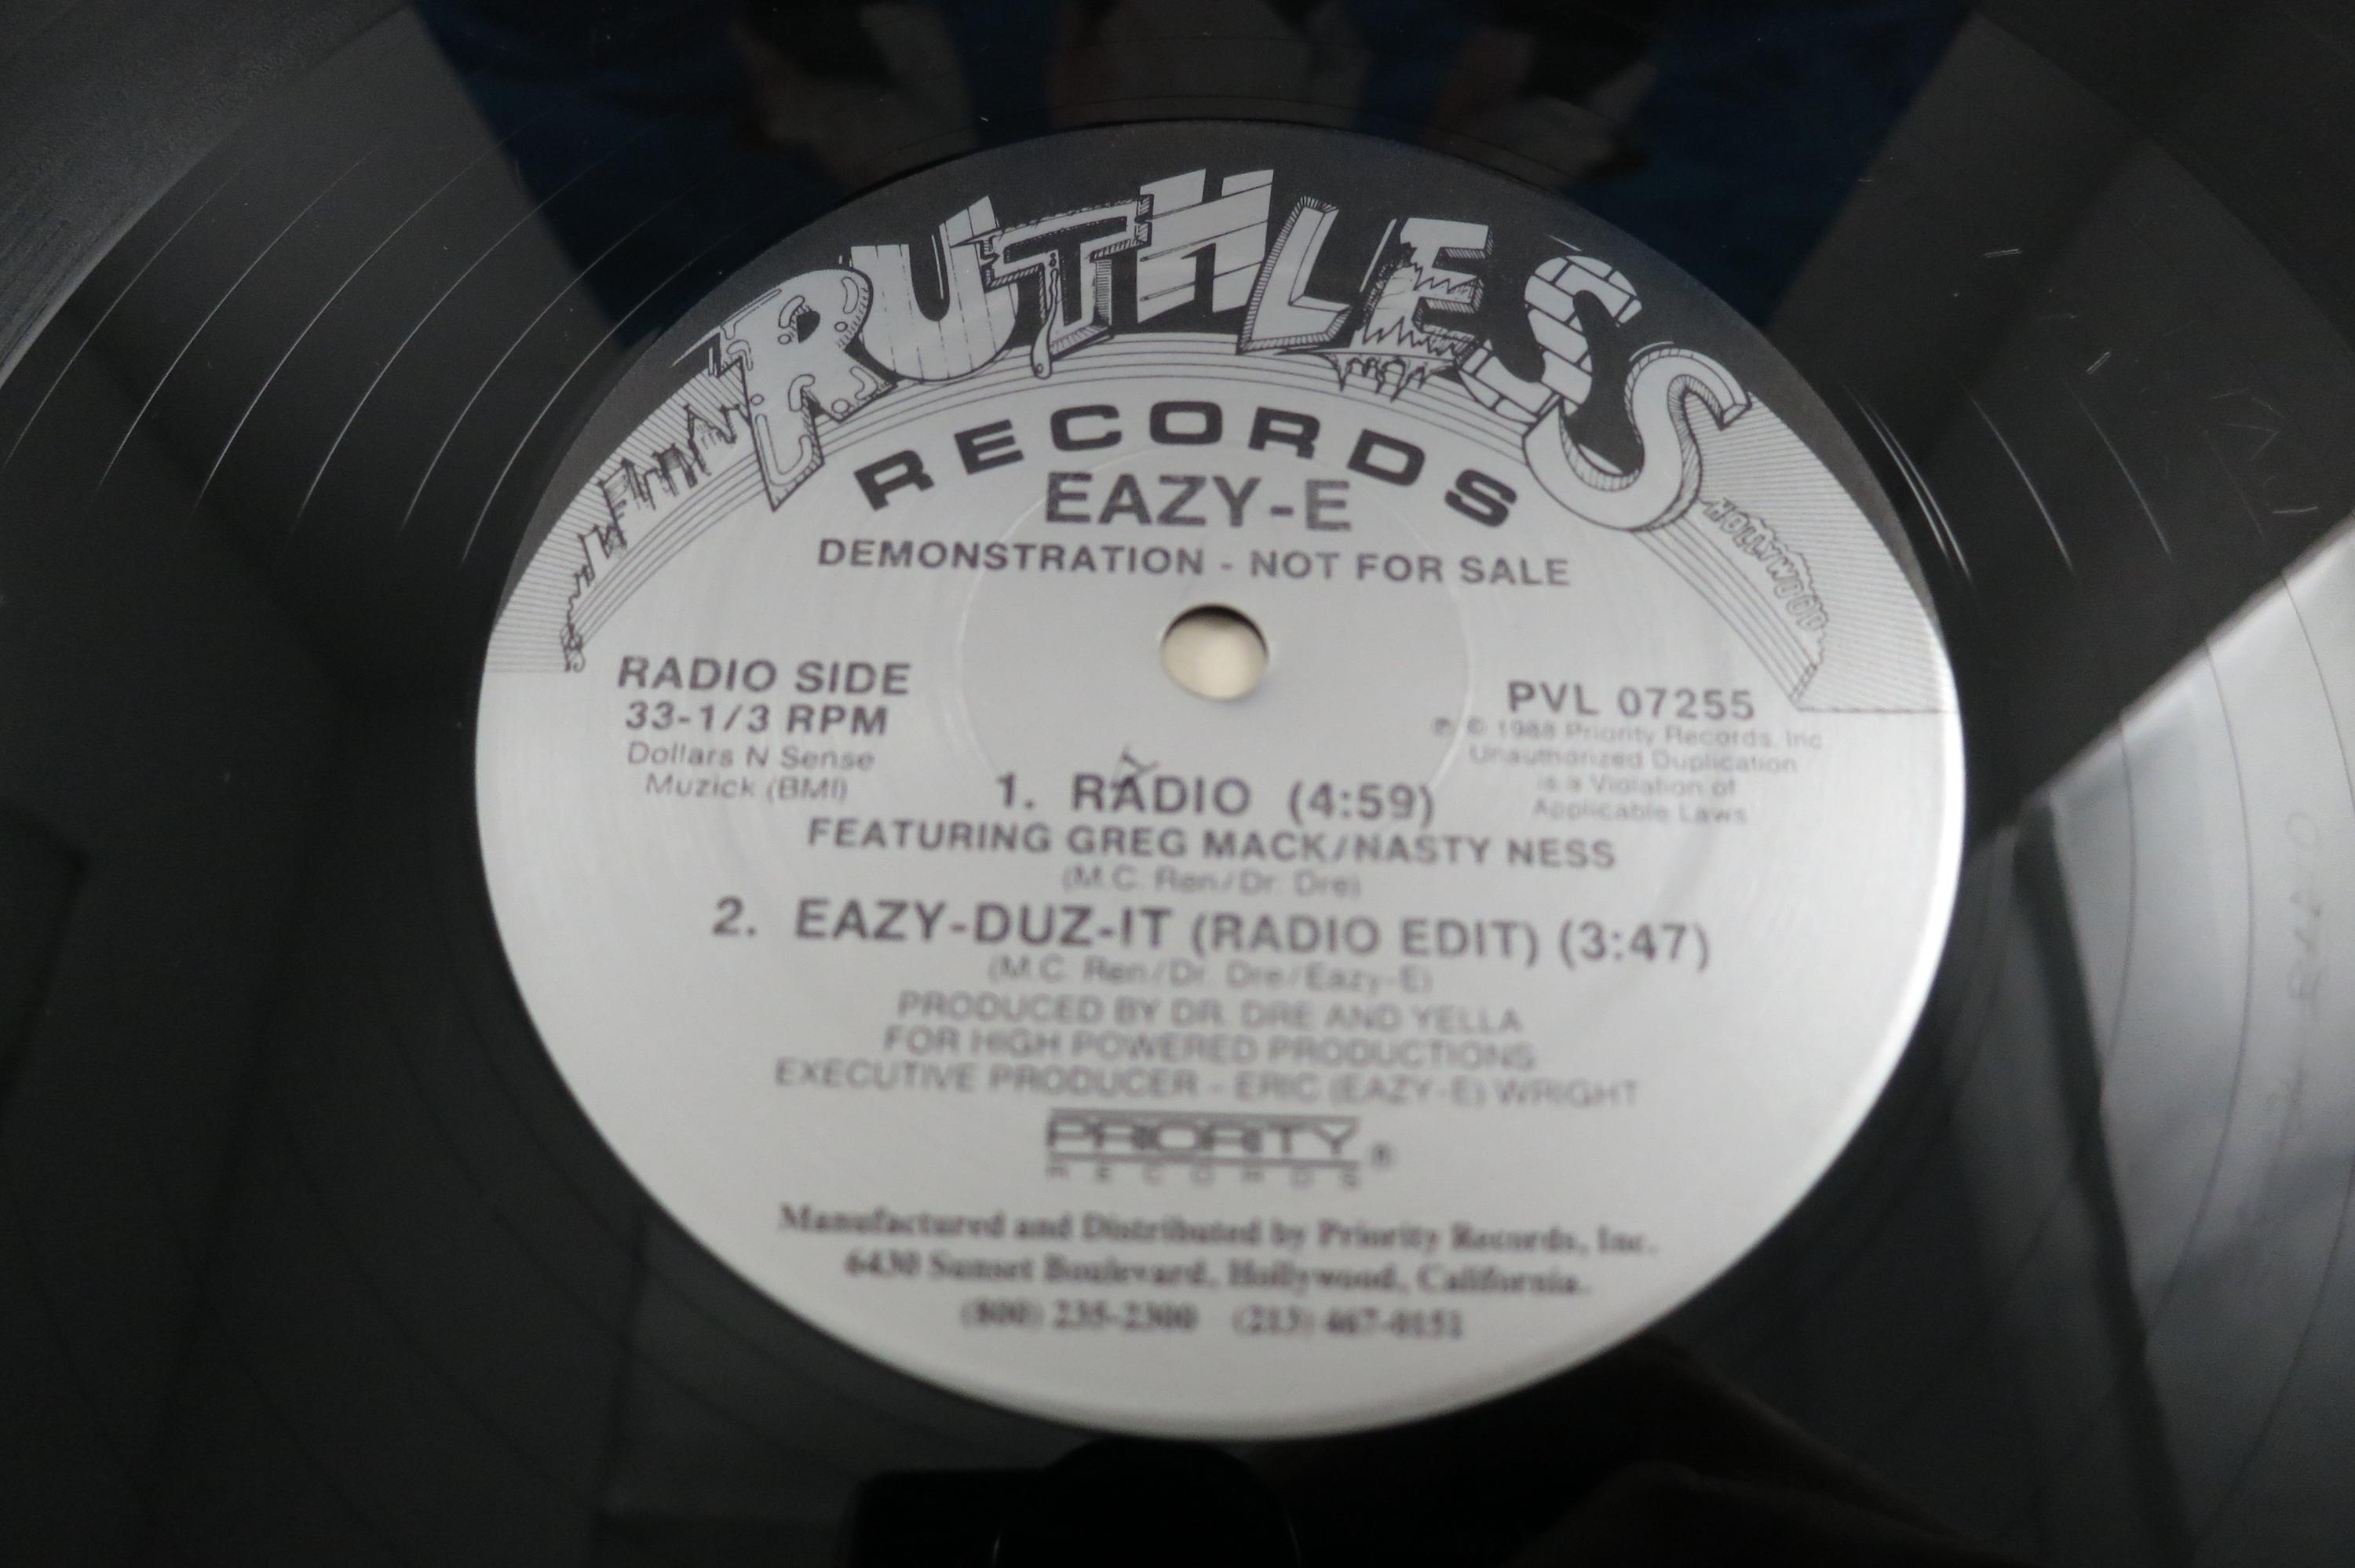 RUTHLESS
RECORDS
HOLLYWOOD
EAZY-E
DEMONSTRATION - NOT FOR SALE
RADIO SIDE
33-1/3 RPM
Dollars N Sense
Muzick (BMI)
PVL 07255
℗ © 1988 Priority Records, Inc.
Unauthorized Duplication
is a Violation of
Applicable Laws
1. RADIO (4:59)
FEATURING GREG MACK/NASTY NESS
(M.C. Ren/Dr. Dre)
2. EAZY-DUZ-IT (RADIO EDIT) (3:47)
(M.C. Ren/Dr. Dre/Eazy-E)
PRODUCED BY DR. DRE AND YELLA
FOR HIGH POWERED PRODUCTIONS
EXECUTIVE PRODUCER - ERIC (EAZY-E) WRIGHT
PRIORITY ®
RECORDS
Manufactured and Distributed by Priority Records, Inc.
6430 Sunset Boulevard, Hollywood, California.
(800) 235-2300 (213) 467-0151